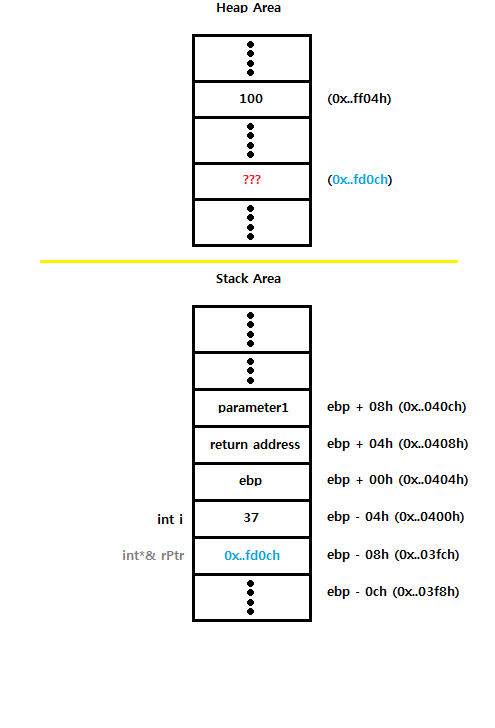 Heap Area
100 (0x..ff04h)
??? (0x..fd0ch)
Stack Area
parameter1 ebp + 08h (0x..040ch)
return address ebp + 04h (0x..0408h)
ebp ebp + 00h (0x..0404h)
int i 37 ebp - 04h (0x..0400h)
int*& rPtr 0x..fd0ch ebp - 08h (0x..03fch)
ebp - 0ch (0x..03f8h)